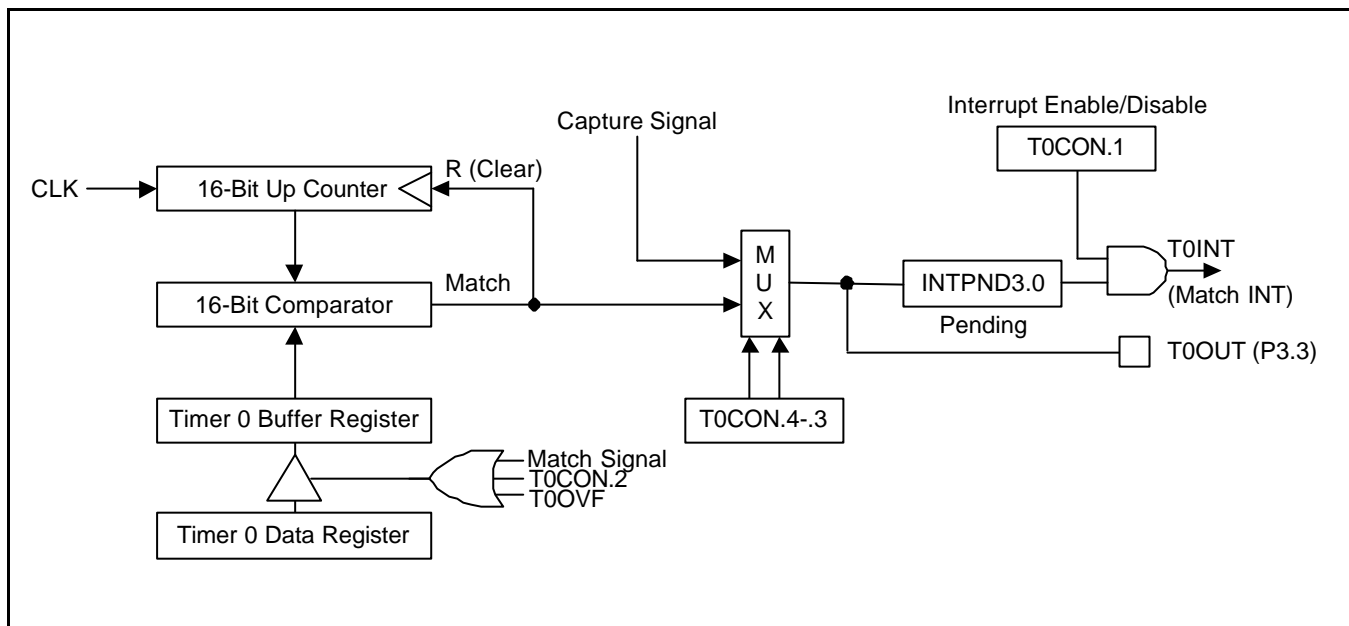 Interrupt Enable/Disable
Capture Signal
T0CON.1
R (Clear)
CLK
16-Bit Up Counter
M
U
X
T0INT
Match
16-Bit Comparator
INTPND3.0
(Match INT)
Pending
T0OUT (P3.3)
Timer 0 Buffer Register
T0CON.4-.3
Match Signal
T0CON.2
T0OVF
Timer 0 Data Register